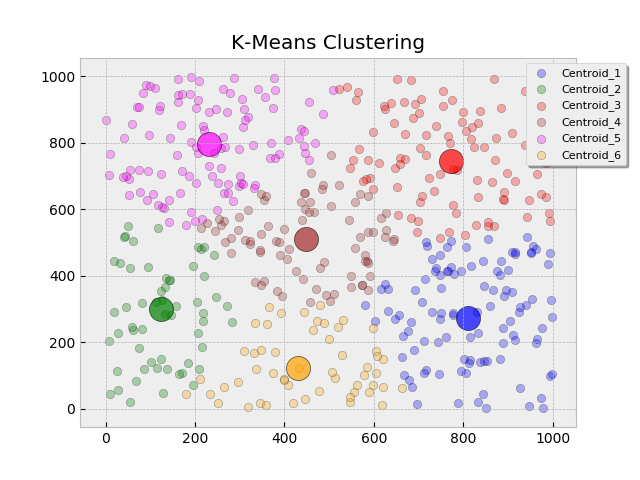 K-Means Clustering
1000
800
600
400
200
0
0
200
400
600
800
1000
Centroid_1
Centroid_2
Centroid_3
Centroid_4
Centroid_5
Centroid_6